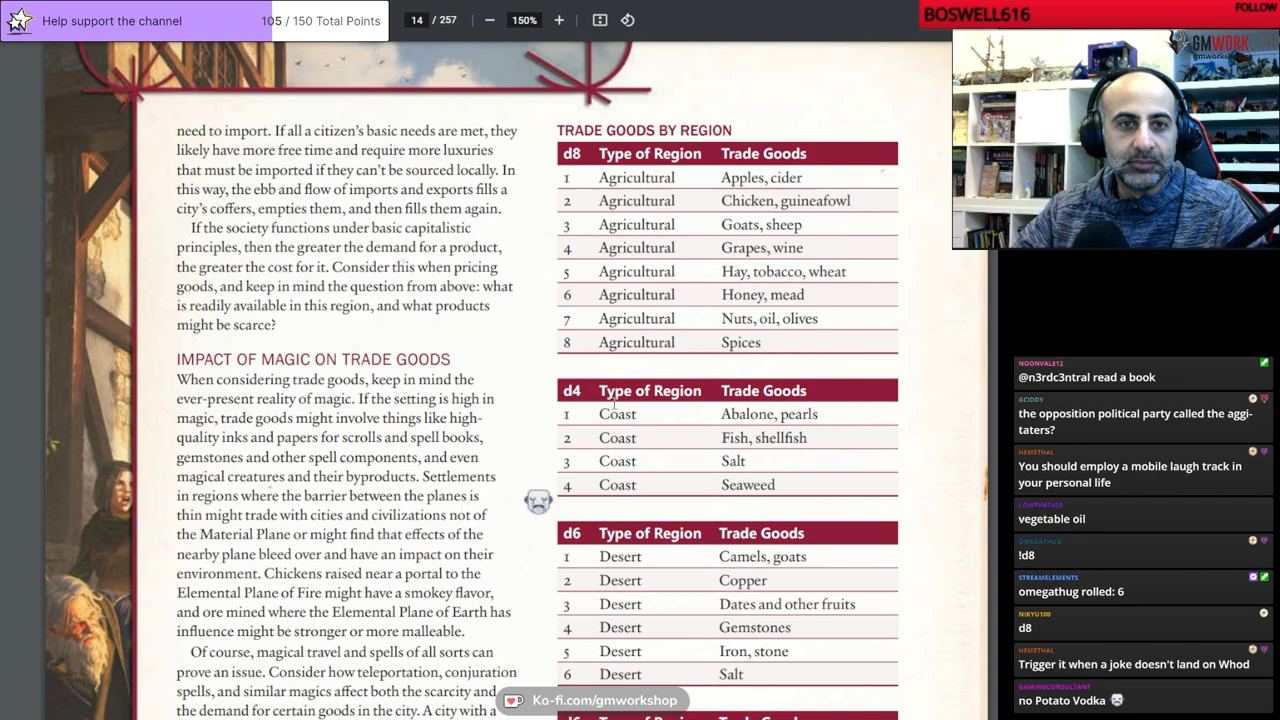 Help support the channel
105 / 150 Total Points
14 / 257
150%
BOSWELL616
FOLLOW
GMWORK
gmworksh
need to import. If all a citizen's basic needs are met, they
likely have more free time and require more luxuries
that must be imported if they can't be sourced locally. In
this way, the ebb and flow of imports and exports fills a
city's coffers, empties them, and then fills them again.
If the society functions under basic capitalistic
principles, then the greater the demand for a product,
the greater the cost for it. Consider this when pricing
goods, and keep in mind the question from above: what
is readily available in this region, and what products
might be scarce?
IMPACT OF MAGIC ON TRADE GOODS
When considering trade goods, keep in mind the
ever-present reality of magic. If the setting is high in
magic, trade goods might involve things like high-
quality inks and papers for scrolls and spell books,
gemstones and other spell components, and even
magical creatures and their byproducts. Settlements
in regions where the barrier between the planes is
thin might trade with cities and civilizations not of
the Material Plane or might find that effects of the
nearby plane bleed over and have an impact on their
environment. Chickens raised near a portal to the
Elemental Plane of Fire might have a smokey flavor,
and ore mined where the Elemental Plane of Earth has
influence might be stronger or more malleable.
Of course, magical travel and spells of all sorts can
prove an issue. Consider how teleportation, conjuration
spells, and similar magics affect both the scarcity and
the demand for certain goods in the city. A city with a
TRADE GOODS BY REGION
d8 Type of Region Trade Goods
1 Agricultural Apples, cider
2 Agricultural Chicken, guineafowl
3 Agricultural Goats, sheep
4 Agricultural Grapes, wine
5 Agricultural Hay, tobacco, wheat
6 Agricultural Honey, mead
7 Agricultural Nuts, oil, olives
8 Agricultural Spices
d4 Type of Region Trade Goods
1 Coast Abalone, pearls
2 Coast Fish, shellfish
3 Coast Salt
4 Coast Seaweed
d6 Type of Region Trade Goods
1 Desert Camels, goats
2 Desert Copper
3 Desert Dates and other fruits
4 Desert Gemstones
5 Desert Iron, stone
6 Desert Salt
d6 Type of Region Trade Goods
Ko-fi.com/gmworkshop
NOONVALE12
@n3rdc3ntral read a book
GCIDDY
the opposition political party called the aggi-
taters?
HEMETHAL
You should employ a mobile laugh track in
your personal life
LOWPHAT420
vegetable oil
OMEGATHUG
!d8
STREAMELEMENTS
omegathug rolled: 6
NIKYU100
d8
HEMETHAL
Trigger it when a joke doesn't land on Whod
GAMINGCONSULTANT
no Potato Vodka